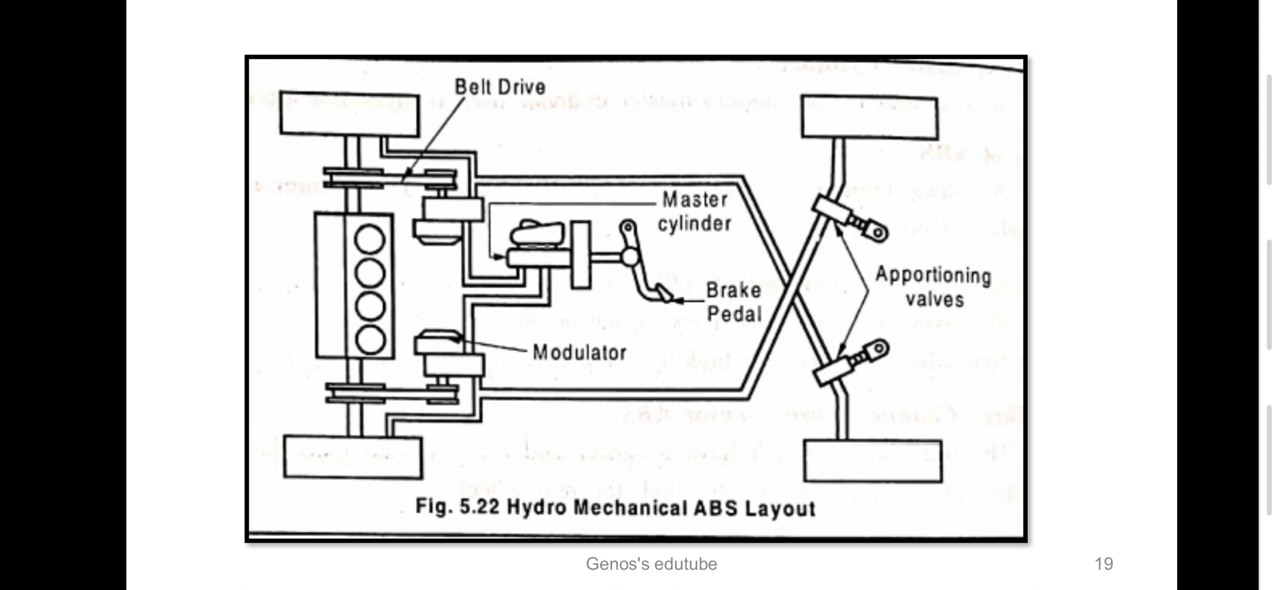 Belt Drive
Master
cylinder
Apportioning
valves
Brake
Pedal
Modulator
Fig. 5.22 Hydro Mechanical ABS Layout
Genos's edutube
19